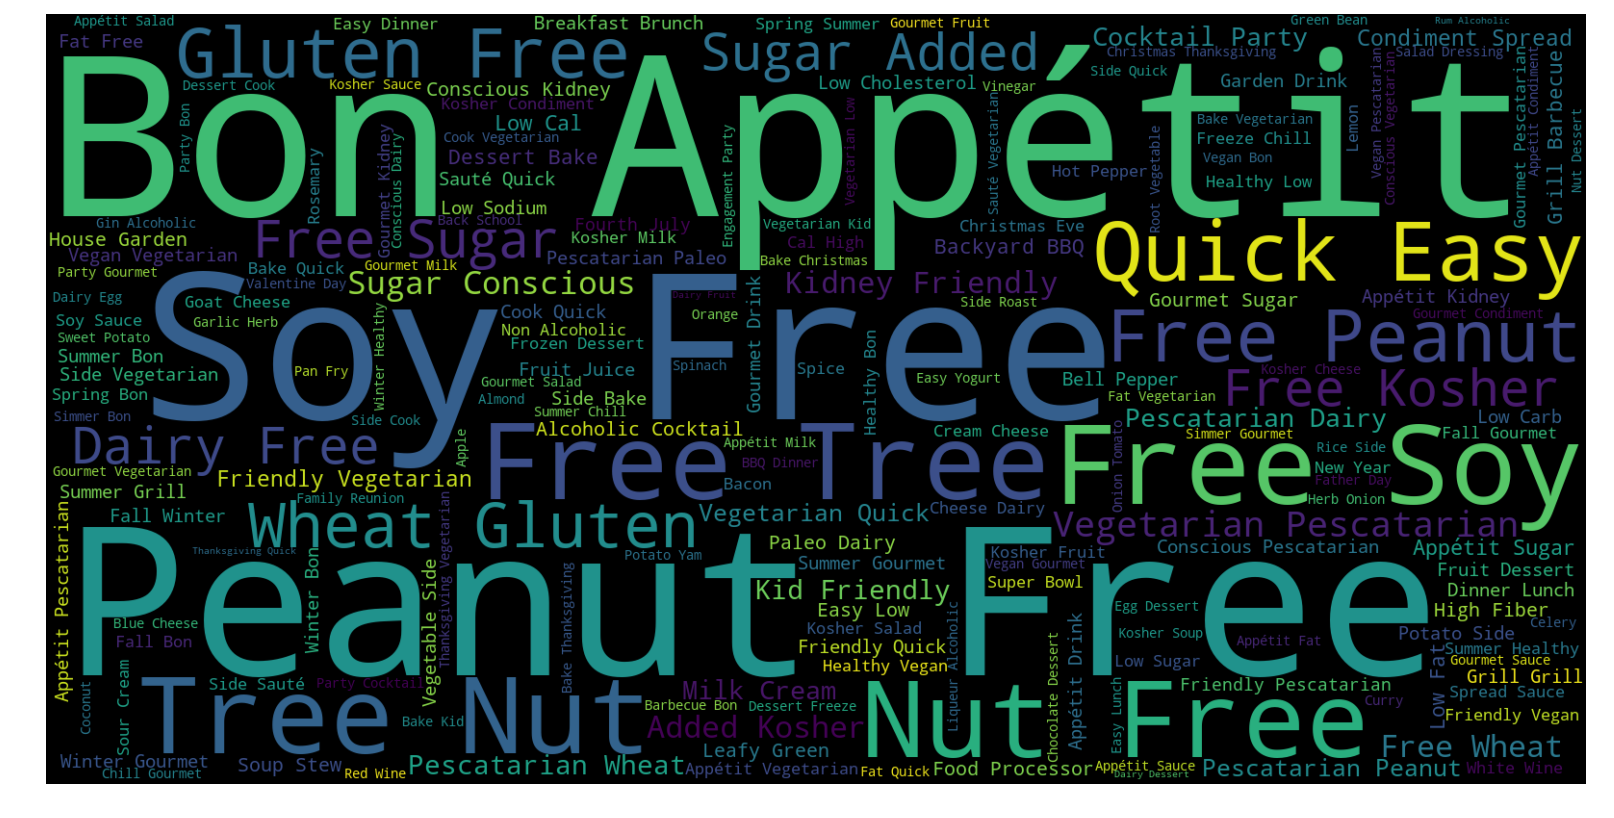 Appétit Salad
Easy Dinner
Breakfast Brunch
Spring Summer
Gourmet Fruit
Green Bean
Rum Alcoholic
Fat Free
Gluten Free
Sugar Added
Cocktail Party
Condiment Spread
Christmas Thanksgiving
Salad Dressing
Bon Appétit
Dessert Cook
Kosher Sauce
Conscious Kidney
Low Cholesterol
Vinegar
Side Quick
Garden Drink
Kosher Condiment
Low Cal
Cook Vegetarian
Dessert Bake
Sauté Quick
Low Sodium
Back School
Party Bon
Rosemary
Gourmet Kidney
Conscious Dairy
Engagement Party
Vegetarian Low
Sauté Vegetarian
Hot Pepper
Root Vegetable
Bake Vegetarian
Freeze Chill
Vegan Bon
Healthy Low
Lemon
Vegan Pescatarian
Conscious Vegetarian
Gourmet Pescatarian
Appétit Condiment
Grill Barbecue
Nut Dessert
Gin Alcoholic
House Garden
Vegan Vegetarian
Free Sugar
Fourth July
Kosher Milk
Pescatarian Paleo
Vegetarian Kid
Cal High
Bake Christmas
Christmas Eve
Backyard BBQ
Quick Easy
Party Gourmet
Bake Quick
Gourmet Milk
Valentine Day
Sugar Conscious
Kidney Friendly
Gourmet Sugar
Appétit Kidney
Gourmet Condiment
Dairy Egg
Goat Cheese
Garlic Herb
Soy Free
Cook Quick
Non Alcoholic
Frozen Dessert
Dairy Fruit
Orange
Side Roast
Free Peanut
Soy Sauce
Sweet Potato
Summer Bon
Side Vegetarian
Spring Bon
Simmer Bon
Pan Fry
Winter Healthy
Fruit Juice
Gourmet Salad
Almond
Side Bake
Summer Chill
Spinach
Gourmet Drink
Spice
Healthy Bon
Easy Yogurt
Bell Pepper
Fat Vegetarian
Kosher Cheese
Free Kosher
Side Cook
Alcoholic Cocktail
Pescatarian Dairy
Low Carb
Dairy Free
Free Tree
Appétit Milk
BBQ Dinner
Bacon
Cream Cheese
Free Soy
Simmer Gourmet
Fall Gourmet
Rice Side
New Year
Father Day
Herb Onion
Onion Tomato
Gourmet Vegetarian
Friendly Vegetarian
Apple
Summer Grill
Family Reunion
Fall Winter
Wheat Gluten
Vegetarian Quick
Cheese Dairy
Vegetarian Pescatarian
Appétit Pescatarian
Thanksgiving Quick
Potato Yam
Paleo Dairy
Summer Gourmet
Kosher Fruit
Vegan Gourmet
Conscious Pescatarian
Appétit Sugar
Peanut Free
Winter Bon
Vegetable Side
Thanksgiving Vegetarian
Bake Thanksgiving
Kid Friendly
Super Bowl
Fruit Dessert
Dinner Lunch
Egg Dessert
High Fiber
Easy Low
Blue Cheese
Fall Bon
Kosher Salad
Kosher Soup
Appétit Fat
Potato Side
Celery
Friendly Quick
Summer Healthy
Healthy Vegan
Low Sugar
Gourmet Sauce
Grill Grill
Coconut
Sour Cream
Side Sauté
Party Cocktail
Tree Nut
Milk Cream
Barbecue Bon
Dessert Freeze
Nut Free
Liqueur Alcoholic
Chocolate Dessert
Appétit Drink
Easy Lunch
Friendly Pescatarian
Curry
Low Fat
Spread Sauce
Friendly Vegan
Bake Kid
Added Kosher
Leafy Green
Free Wheat
Winter Gourmet
Chill Gourmet
Soup Stew
Red Wine
Pescatarian Wheat
Appétit Vegetarian
Fat Quick
Food Processor
Appétit Sauce
Dairy Dessert
Pescatarian Peanut
White Wine